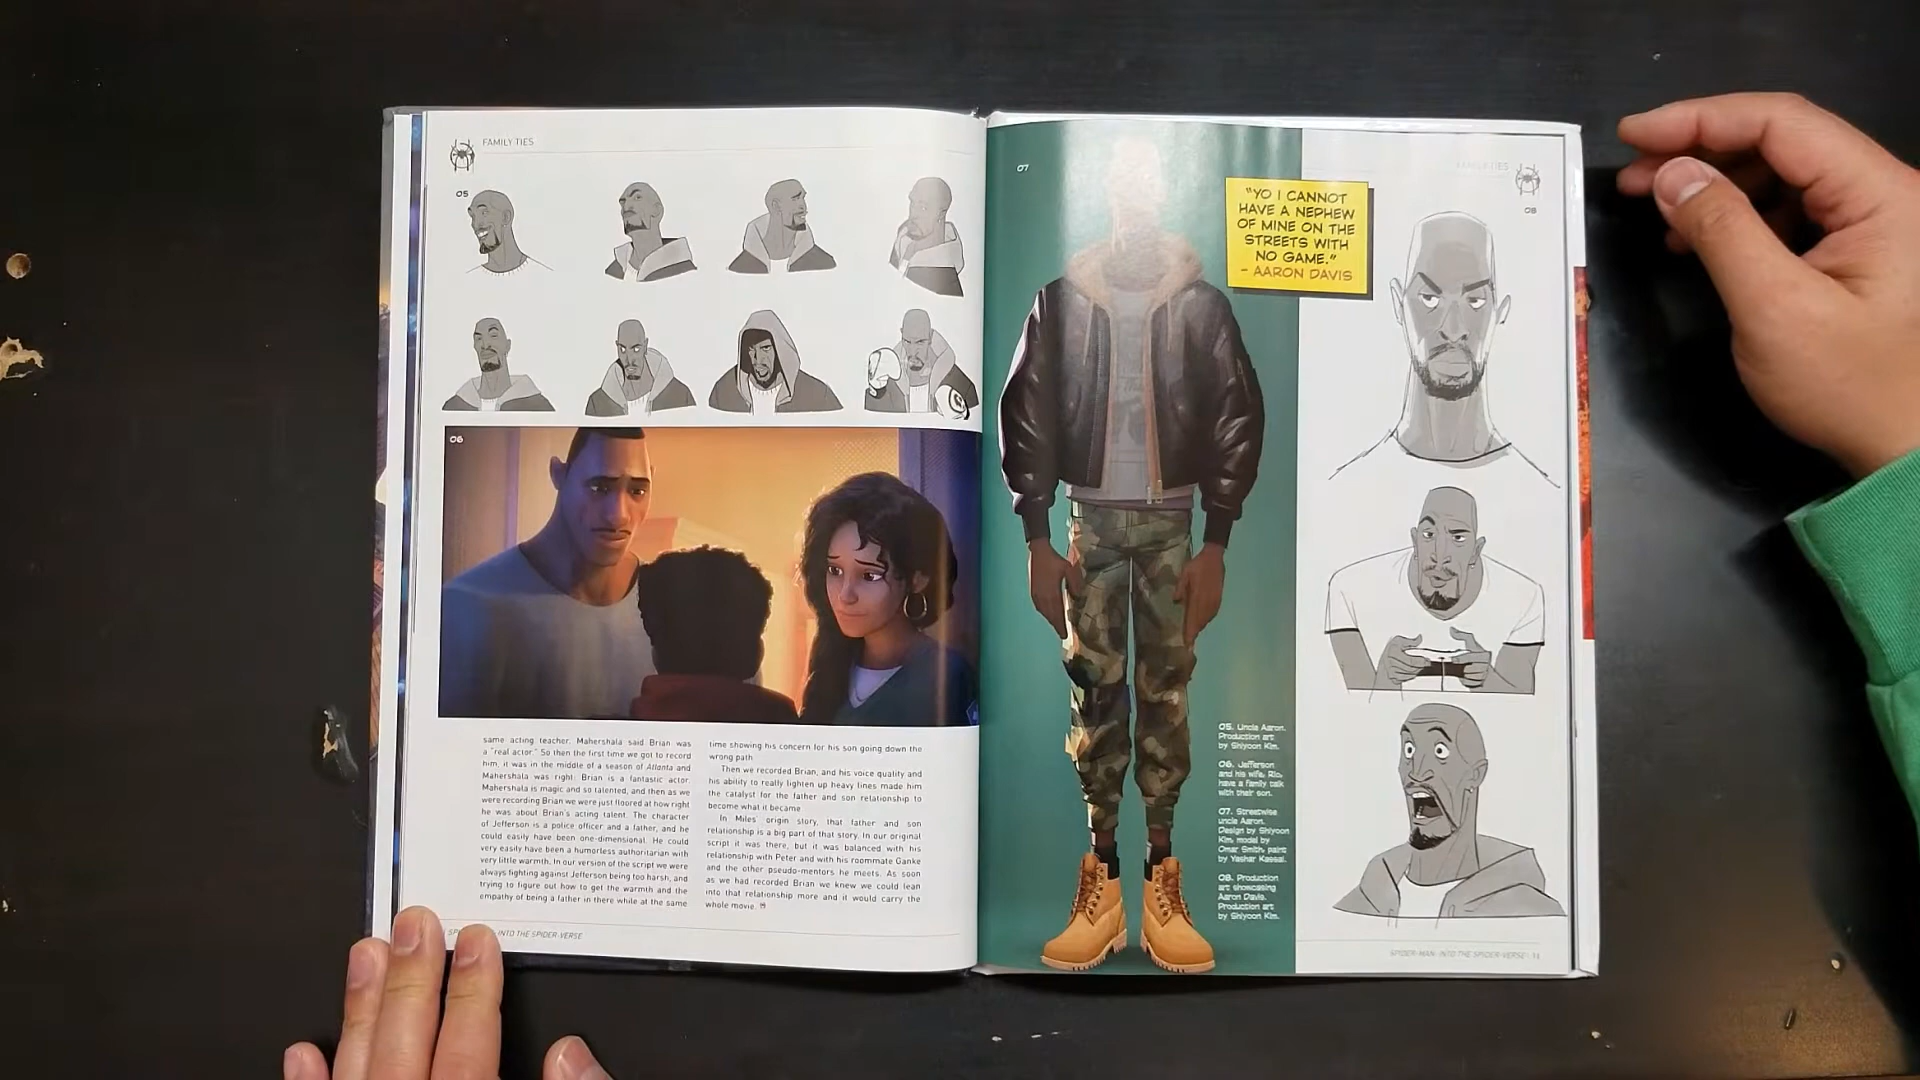 FAMILY TIES
05
06
same acting teacher. Mahershala said Brian was
a "real actor." So then the first time we got to record
him, it was in the middle of a season of Atlanta and
Mahershala was right: Brian is a fantastic actor.
Mahershala is magic and so talented, and then as we
were recording Brian we were just floored at how right
he was about Brian's acting talent. The character
of Jefferson is a police officer and a father, and he
could easily have been one-dimensional. He could
very easily have been a humorless authoritarian with
very little warmth. In our version of the script we were
always fighting against Jefferson being too harsh, and
trying to figure out how to get the warmth and the
empathy of being a father in there while at the same
time showing his concern for his son going down the
wrong path.
Then we recorded Brian, and his voice quality and
his ability to really lighten up heavy lines made him
the catalyst for the father and son relationship to
become what it became.
In Miles' origin story, that father and son
relationship is a big part of that story. In our original
script it was there, but it was balanced with his
relationship with Peter and with his roommate Ganke
and the other pseudo-mentors he meets. As soon
as we had recorded Brian we knew we could lean
into that relationship more and it would carry the
whole movie.
INTO THE SPIDER-VERSE
07
"YO I CANNOT
HAVE A NEPHEW
OF MINE ON THE
STREETS WITH
NO GAME."
- AARON DAVIS
FAMILY TIES
08
05. Uncle Aaron.
Production art
by Shiyoon Kim.
06. Jefferson
and his wife, Rio,
have a family talk
with their son.
07. Streetwise
uncle Aaron.
Design by Shiyoon
Kim, model by
Omar Smith, paint
by Yashar Kassai.
08. Production
art showcasing
Aaron Davis.
Production art
by Shiyoon Kim.
SPIDER-MAN: INTO THE SPIDER-VERSE